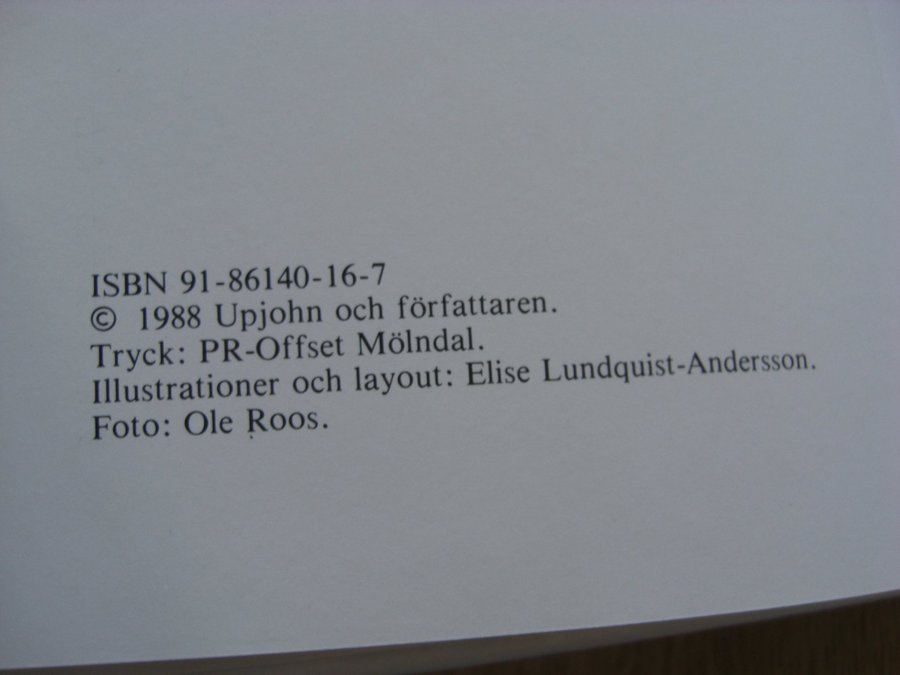 ISBN 91-86140-16-7
© 1988 Upjohn och författaren.
Tryck: PR-Offset Mölndal.
Illustrationer och layout: Elise Lundquist-Andersson.
Foto: Ole Roos.